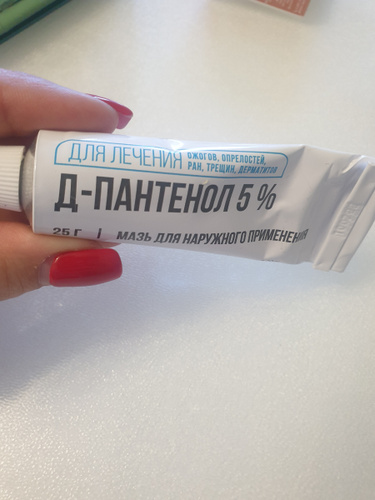 ДЛЯ ЛЕЧЕНИЯ
ОЖОГОВ, ОПРЕЛОСТЕЙ,
РАН, ТРЕЩИН, ДЕРМАТИТОВ
Д-ПАНТЕНОЛ 5 %
25 Г | МАЗЬ ДЛЯ НАРУЖНОГО ПРИМЕНЕНИЯ